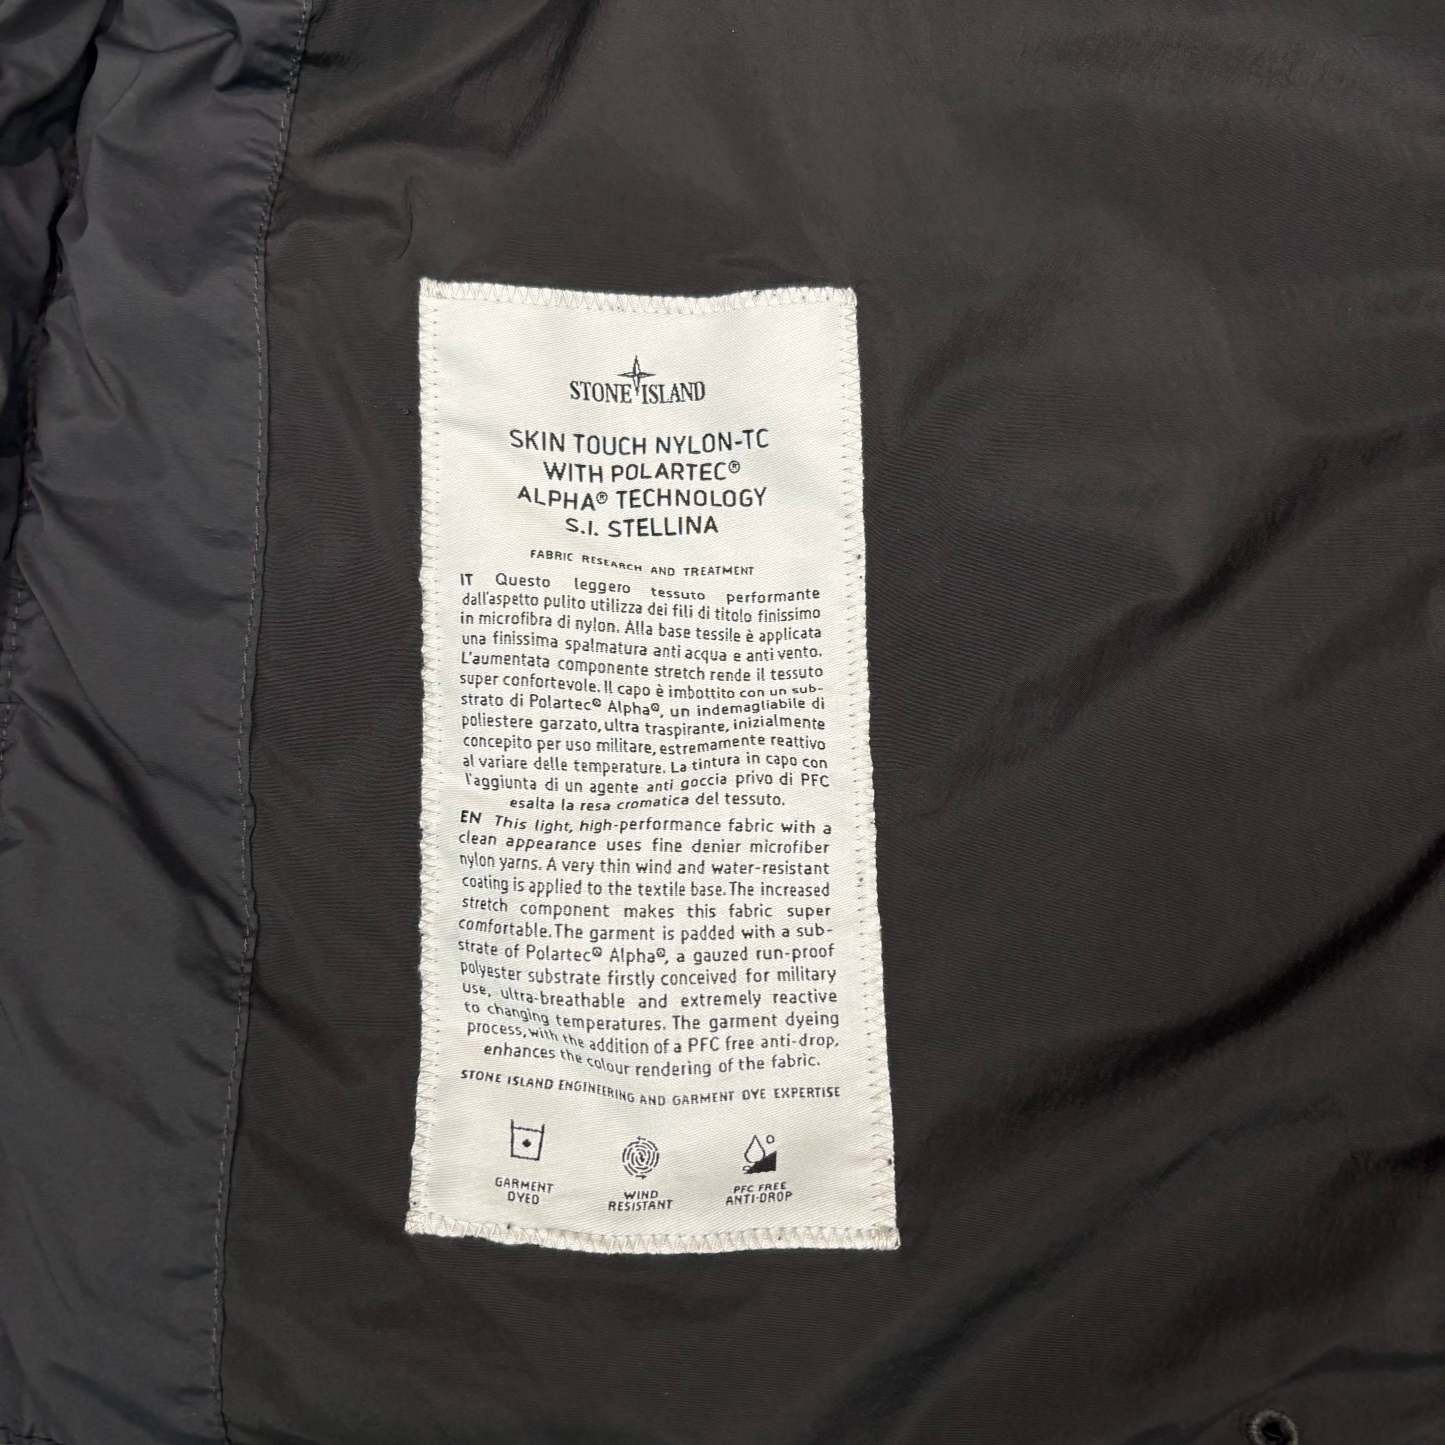 STONE ISLAND
SKIN TOUCH NYLON-TC
WITH POLARTEC®
ALPHA® TECHNOLOGY
S.I. STELLINA
FABRIC RESEARCH AND TREATMENT
IT Questo leggero tessuto performante
dall'aspetto pulito utilizza dei fili di titolo finissimo
in microfibra di nylon. Alla base tessile è applicata
una finissima spalmatura anti acqua e anti vento.
L'aumentata componente stretch rende il tessuto
super confortevole. Il capo è imbottito con un sub-
strato di Polartec® Alpha®, un indemagliabile di
poliestere garzato, ultra traspirante, inizialmente
concepito per uso militare, estremamente reattivo
al variare delle temperature. La tintura in capo con
l'aggiunta di un agente anti goccia privo di PFC
esalta la resa cromatica del tessuto.
EN This light, high-performance fabric with a
clean appearance uses fine denier microfiber
nylon yarns. A very thin wind and water-resistant
coating is applied to the textile base. The increased
stretch component makes this fabric super
comfortable. The garment is padded with a sub-
strate of Polartec® Alpha®, a gauzed run-proof
polyester substrate firstly conceived for military
use, ultra-breathable and extremely reactive
to changing temperatures. The garment dyeing
process, with the addition of a PFC free anti-drop,
enhances the colour rendering of the fabric.
STONE ISLAND ENGINEERING AND GARMENT DYE EXPERTISE
GARMENT
DYED
WIND
RESISTANT
PFC FREE
ANTI-DROP